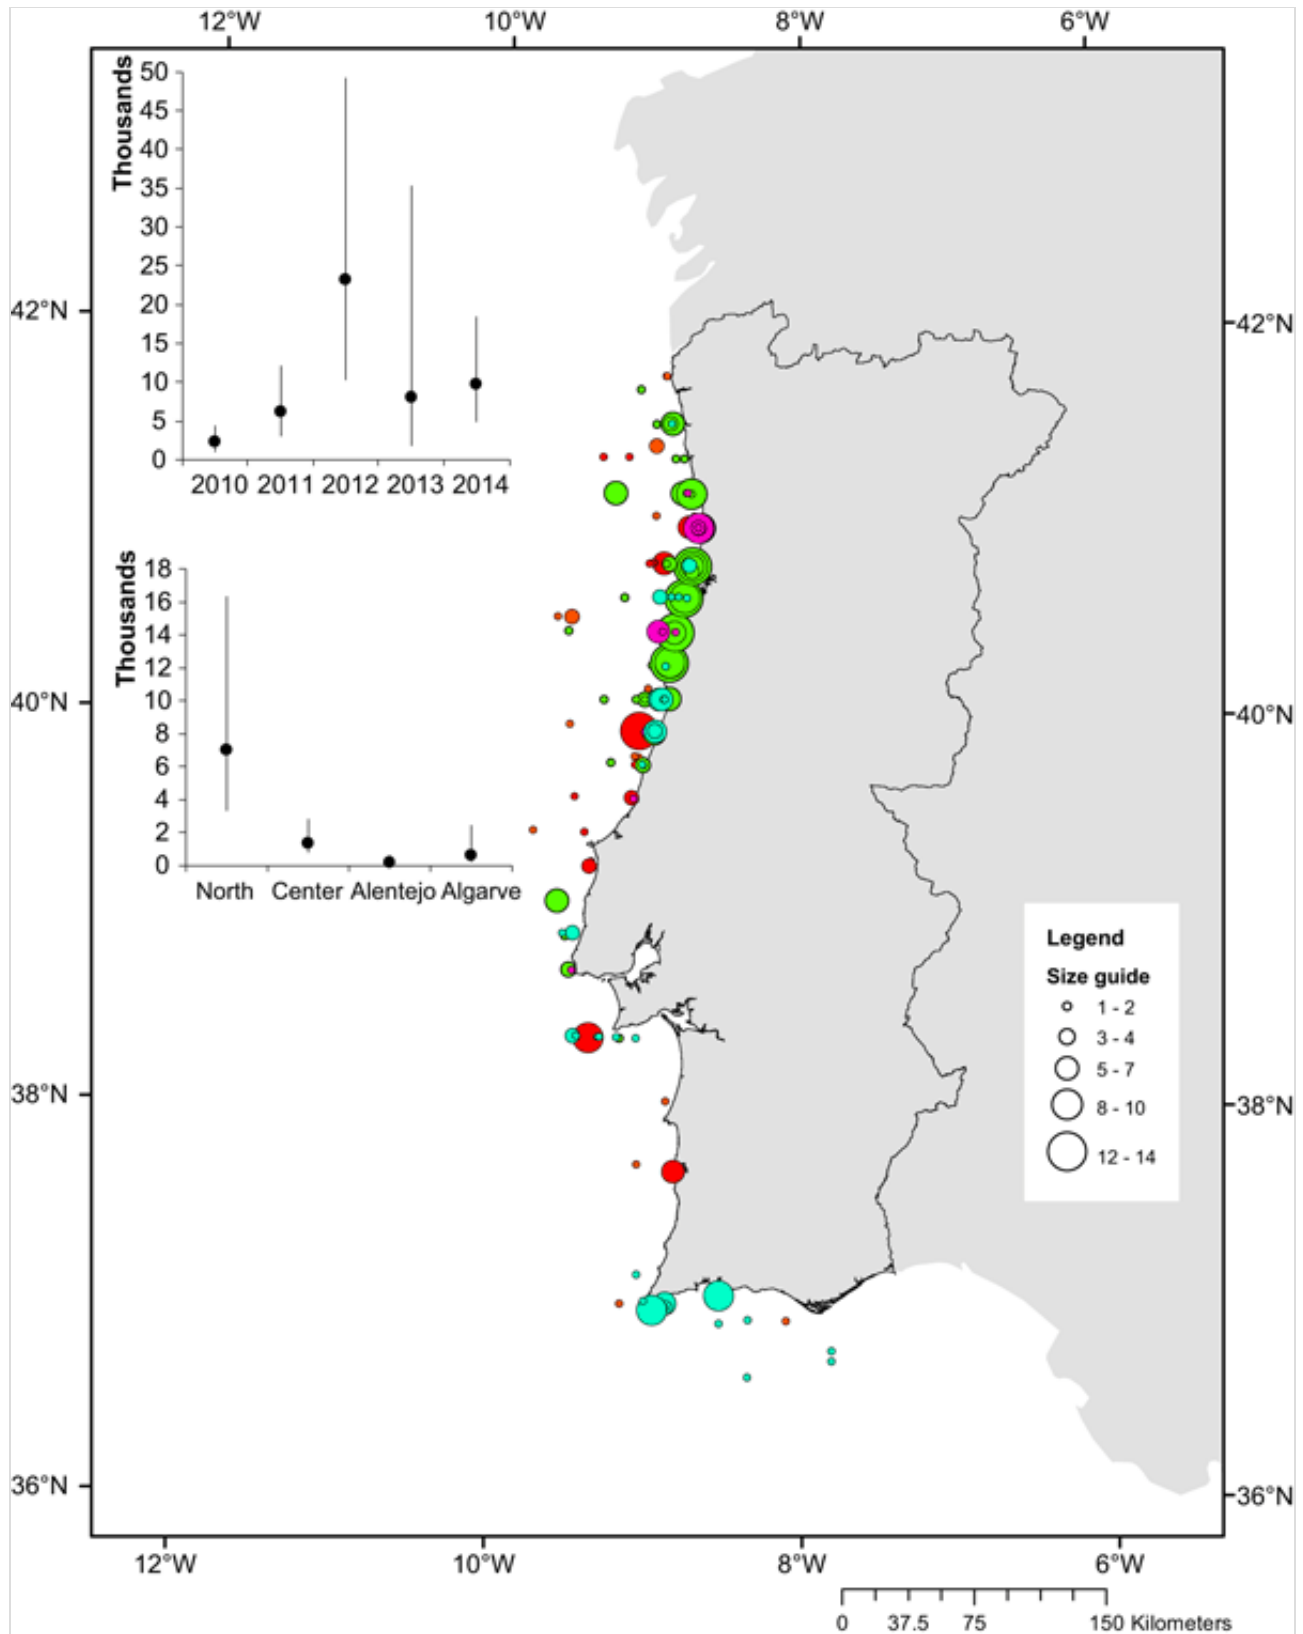 12°W 10°W 8°W 6°W
Thousands
50
45
40
35
30
25
20
15
10
5
0
2010 2011 2012 2013 2014
Thousands
18
16
14
12
10
8
6
4
2
0
North Center Alentejo Algarve
42°N 42°N
40°N 40°N
38°N 38°N
36°N 36°N
Legend
Size guide
1 - 2
3 - 4
5 - 7
8 - 10
12 - 14
12°W 10°W 8°W 6°W
0 37.5 75 150 Kilometers